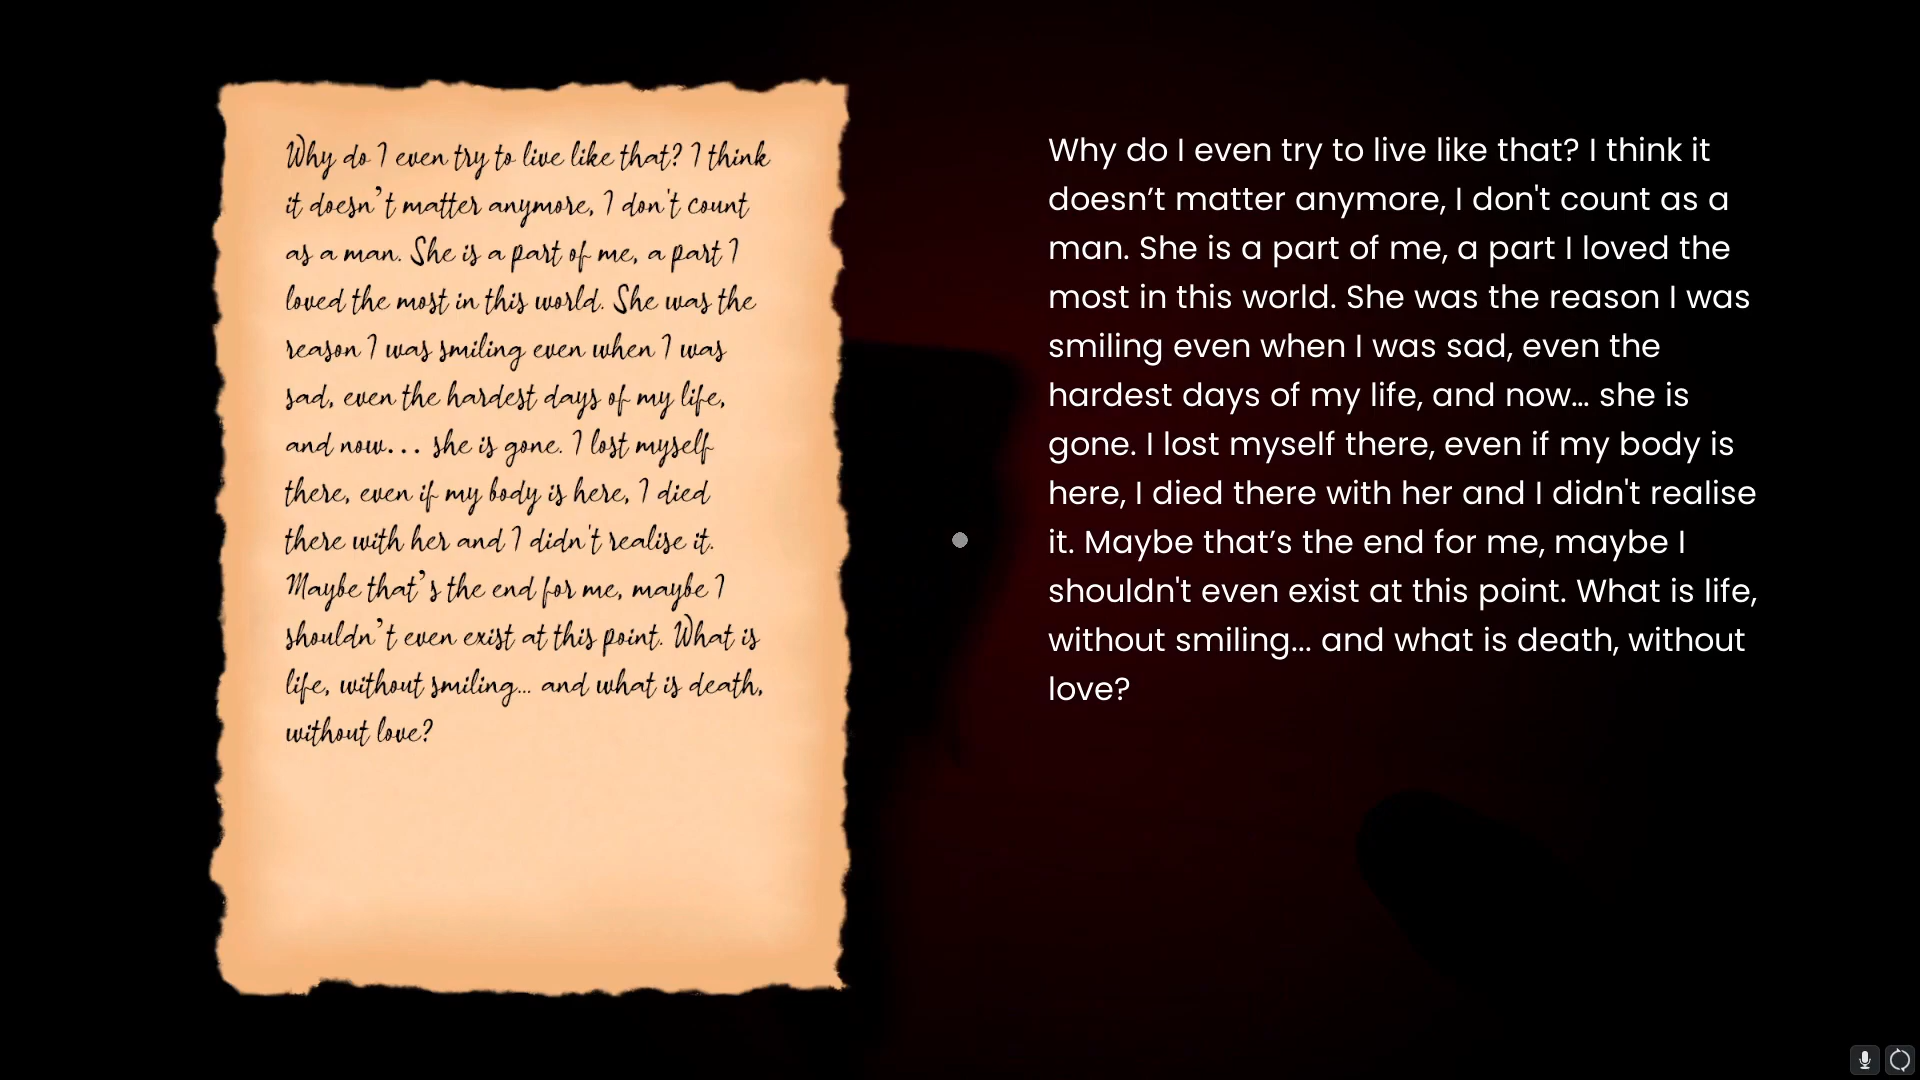 Why do I even try to live like that? I think
it doesn’t matter anymore, I don't count
as a man. She is a part of me, a part I
loved the most in this world. She was the
reason I was smiling even when I was
sad, even the hardest days of my life,
and now... she is gone. I lost myself
there, even if my body is here, I died
there with her and I didn't realise it.
Maybe that’s the end for me, maybe I
shouldn’t even exist at this point. What is
life, without smiling... and what is death,
without love?
Why do I even try to live like that? I think it
doesn’t matter anymore, I don't count as a
man. She is a part of me, a part I loved the
most in this world. She was the reason I was
smiling even when I was sad, even the
hardest days of my life, and now... she is
gone. I lost myself there, even if my body is
here, I died there with her and I didn't realise
it. Maybe that’s the end for me, maybe I
shouldn't even exist at this point. What is life,
without smiling... and what is death, without
love?